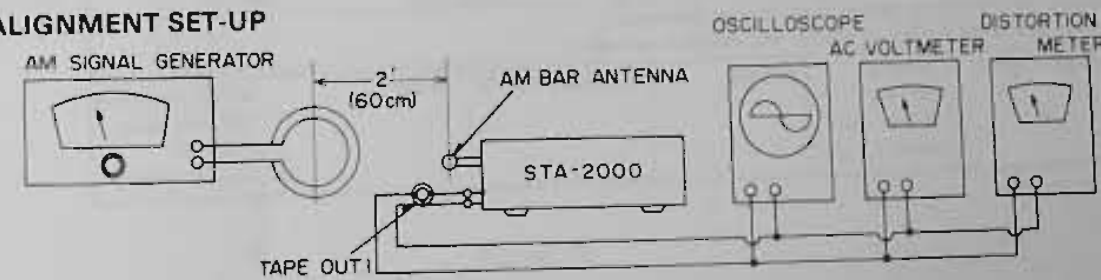 ALIGNMENT SET-UP
AM SIGNAL GENERATOR
2'
(60cm)
AM BAR ANTENNA
STA-2000
TAPE OUT 1
OSCILLOSCOPE
AC VOLTMETER
DISTORTION
METER